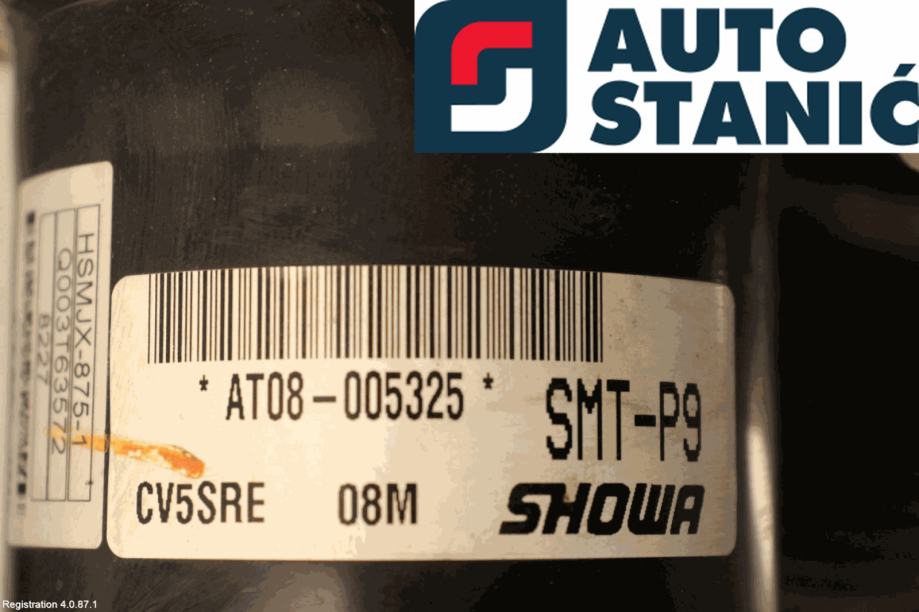 AUTO
STANIĆ
HSMJX-875-1
Q003T63572
8227
* AT08-005325 *
SMT-P9
CV5SRE 08M SHOWA
Registration 4.0.87.1